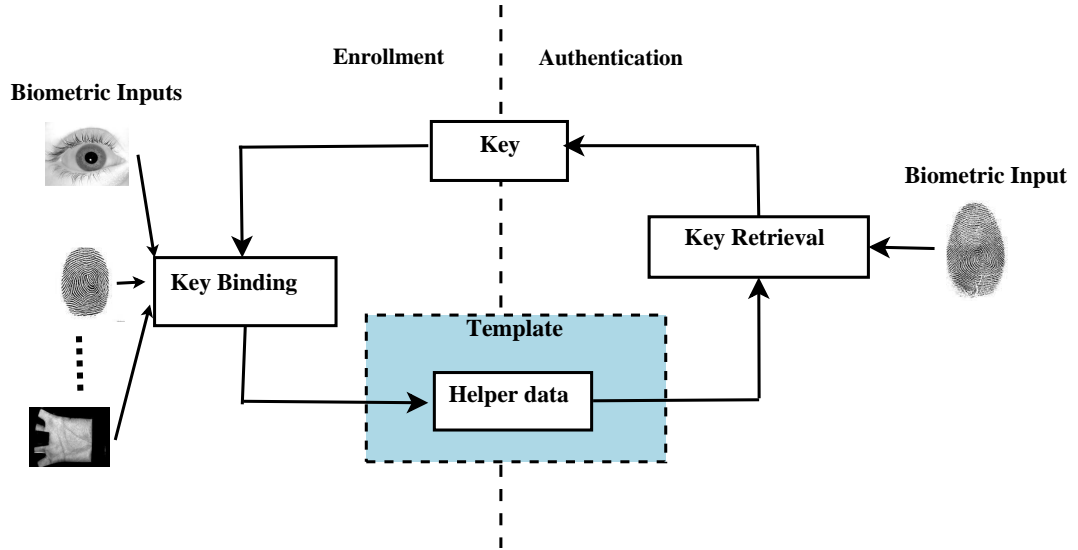 Enrollment
Authentication
Biometric Inputs
Key
Biometric Input
Key Retrieval
Key Binding
Template
Helper data